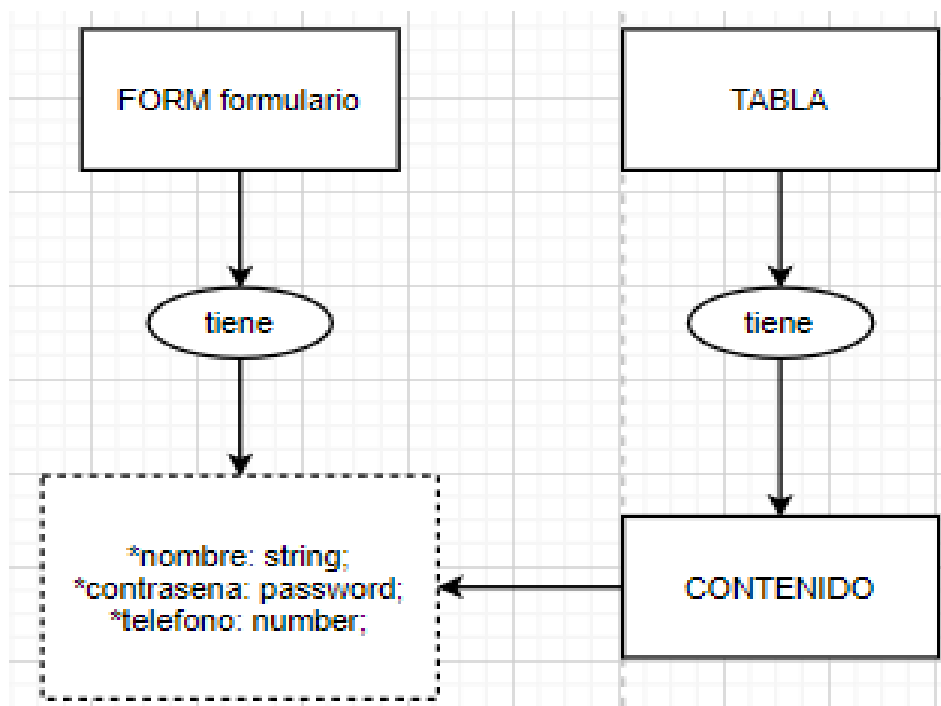 FORM formulario
TABLA
tiene
tiene
*nombre: string;
*contrasena: password;
*telefono: number;
CONTENIDO